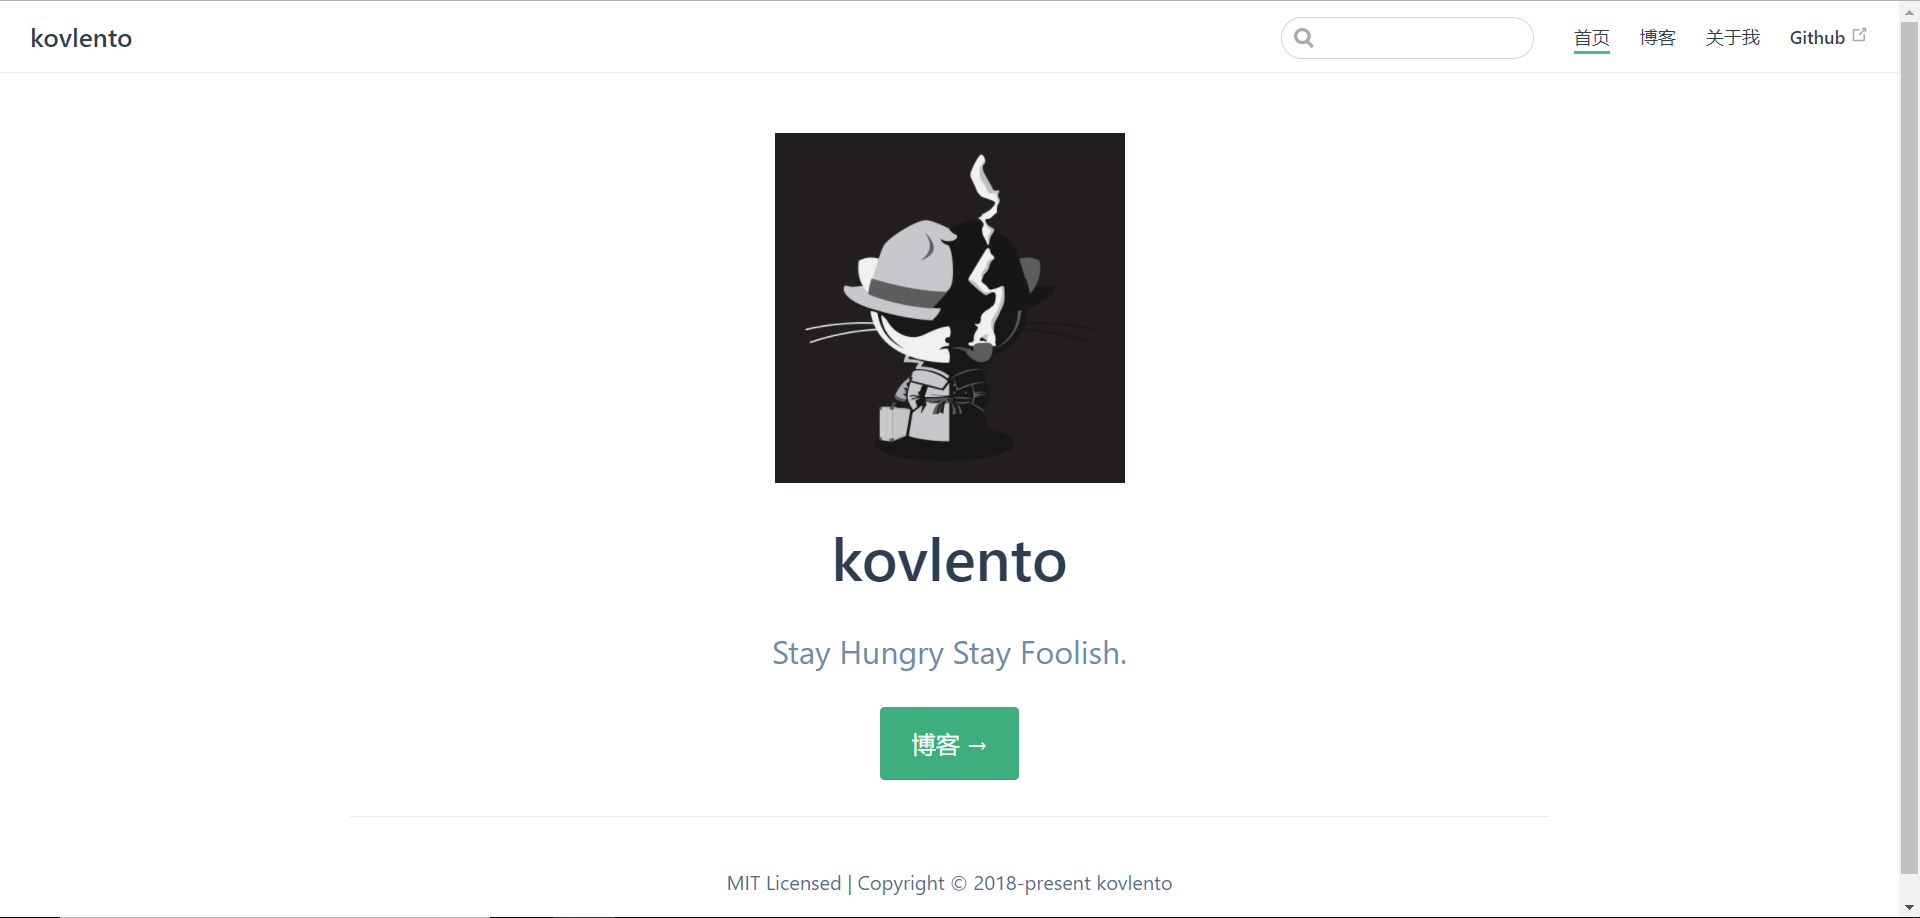 kovlento
首页 博客 关于我 Github
kovlento
Stay Hungry Stay Foolish.
博客 →
MIT Licensed | Copyright © 2018-present kovlento